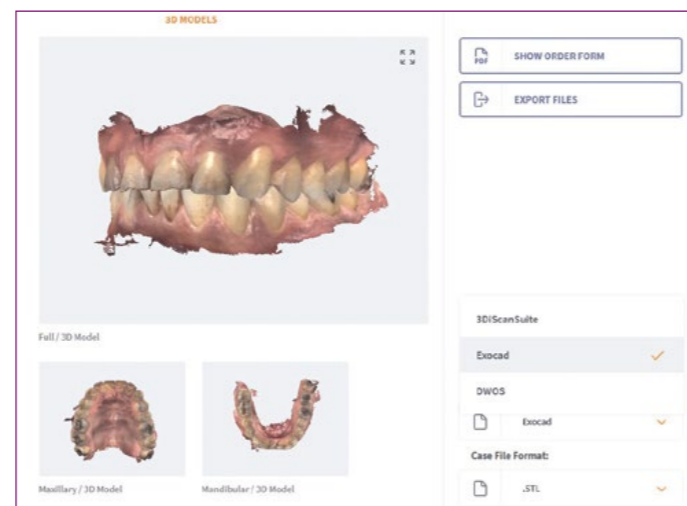 3D MODELS
PDF
SHOW ORDER FORM
EXPORT FILES
Full / 3D Model
3DiScanSuite
Exocad
DWOS
Exocad
Case File Format:
.STL
Maxillary / 3D Model
Mandibular / 3D Model